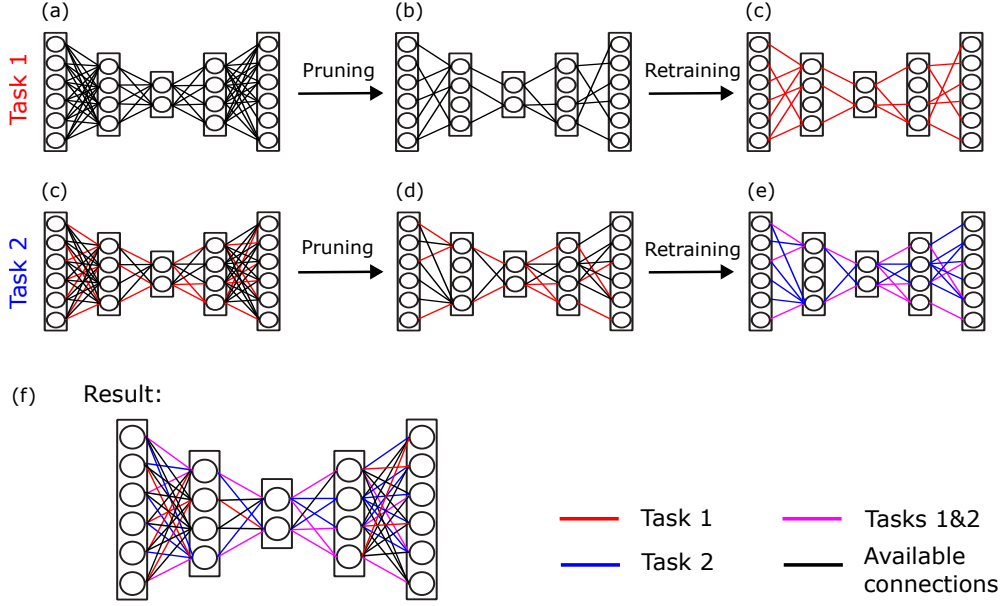 (a)
(b)
(c)
Task 1
Pruning
Retraining
(c)
(d)
(e)
Task 2
Pruning
Retraining
(f)
Result:
Task 1
Tasks 1&2
Task 2
Available
connections